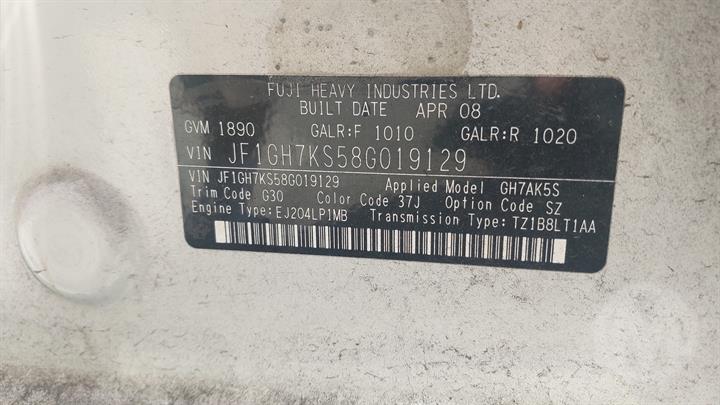 FUJI HEAVY INDUSTRIES LTD.
BUILT DATE APR 08
GVM 1890 GALR:F 1010 GALR:R 1020
VIN JF1GH7KS58G019129
VIN JF1GH7KS58G019129 Applied Model GH7AK5S
Trim Code G30 Color Code 37J Option Code SZ
Engine Type:EJ204LP1MB Transmission Type:TZ1B8LT1AA